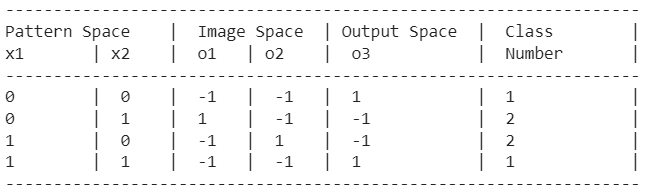 Pattern Space | Image Space | Output Space | Class |
x1 | x2 | o1 | o2 | o3 | Number |
0 | 0 | -1 | -1 | 1 | 1 |
0 | 1 | 1 | -1 | -1 | 2 |
1 | 0 | -1 | 1 | -1 | 2 |
1 | 1 | -1 | -1 | 1 | 1 |